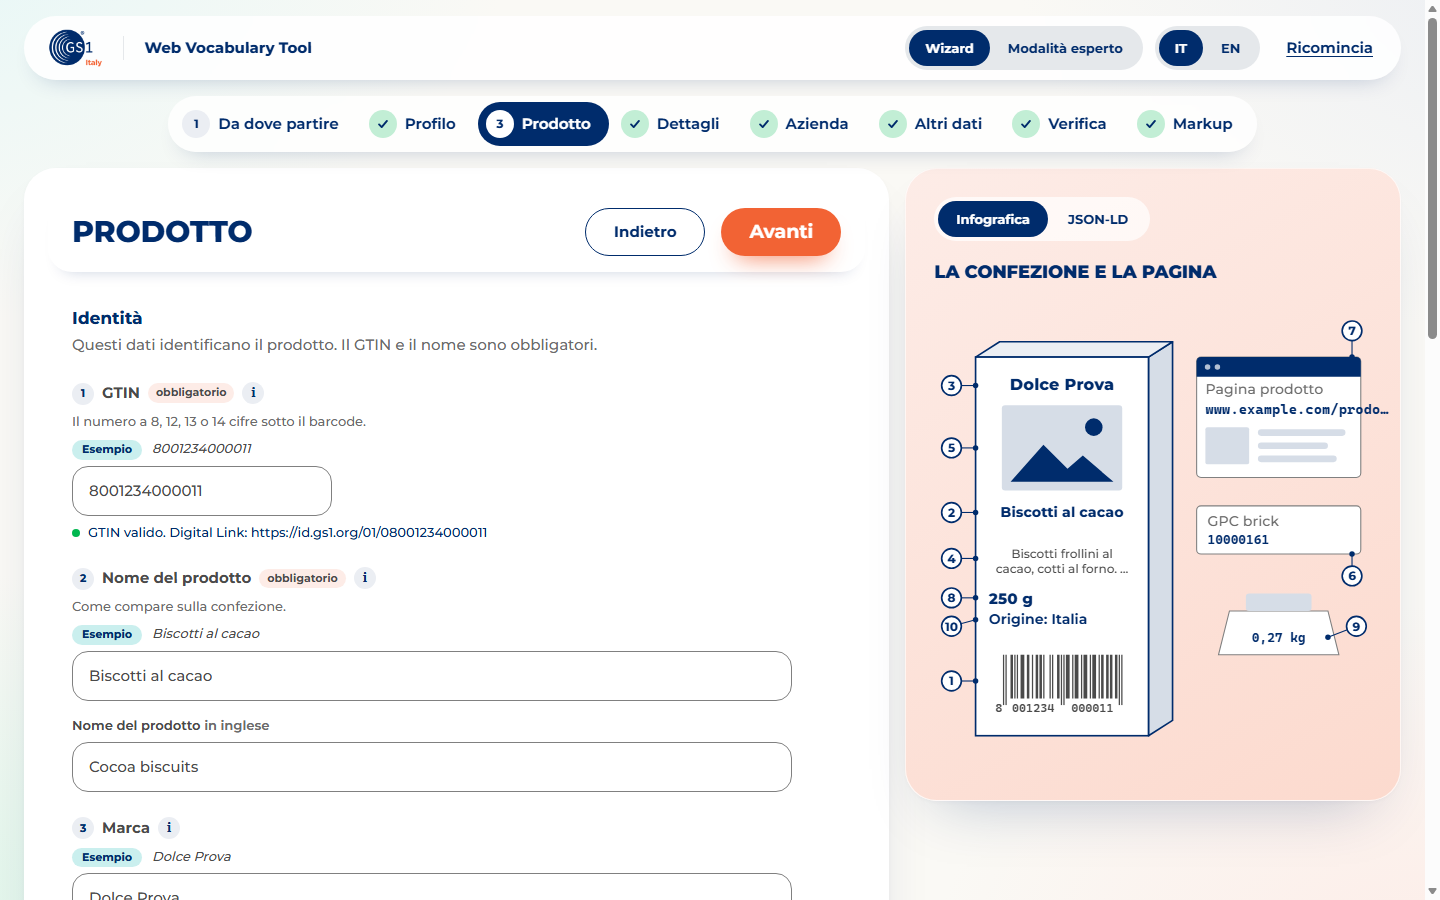 GS1 Italy
Web Vocabulary Tool
Wizard
Modalità esperto
IT
EN
Ricomincia
1 Da dove partire
Profilo
3 Prodotto
Dettagli
Azienda
Altri dati
Verifica
Markup
PRODOTTO
Indietro
Avanti
Identità
Questi dati identificano il prodotto. Il GTIN e il nome sono obbligatori.
1 GTIN obbligatorio i
Il numero a 8, 12, 13 o 14 cifre sotto il barcode.
Esempio 8001234000011
8001234000011
GTIN valido. Digital Link: https://id.gs1.org/01/08001234000011
2 Nome del prodotto obbligatorio i
Come compare sulla confezione.
Esempio Biscotti al cacao
Biscotti al cacao
Nome del prodotto in inglese
Cocoa biscuits
3 Marca i
Esempio Dolce Prova
Dolce Prova
Infografica
JSON-LD
LA CONFEZIONE E LA PAGINA
3
5
2
4
8
10
1
Dolce Prova
Biscotti al cacao
Biscotti frollini al
cacao, cotti al forno. ...
250 g
Origine: Italia
8 001234 000011
7
Pagina prodotto
www.example.com/prodo…
GPC brick
10000161
6
0,27 kg
9